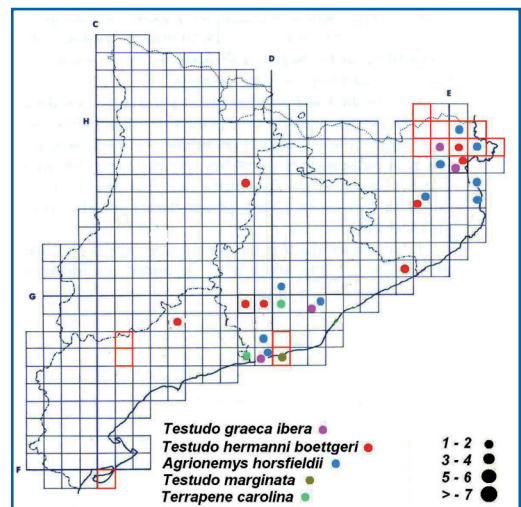 C
D
E
H
G
F
Testudo graeca ibera
Testudo hermanni boettgeri
Agrionemys horsfieldii
Testudo marginata
Terrapene carolina
1 - 2
3 - 4
5 - 6
> - 7